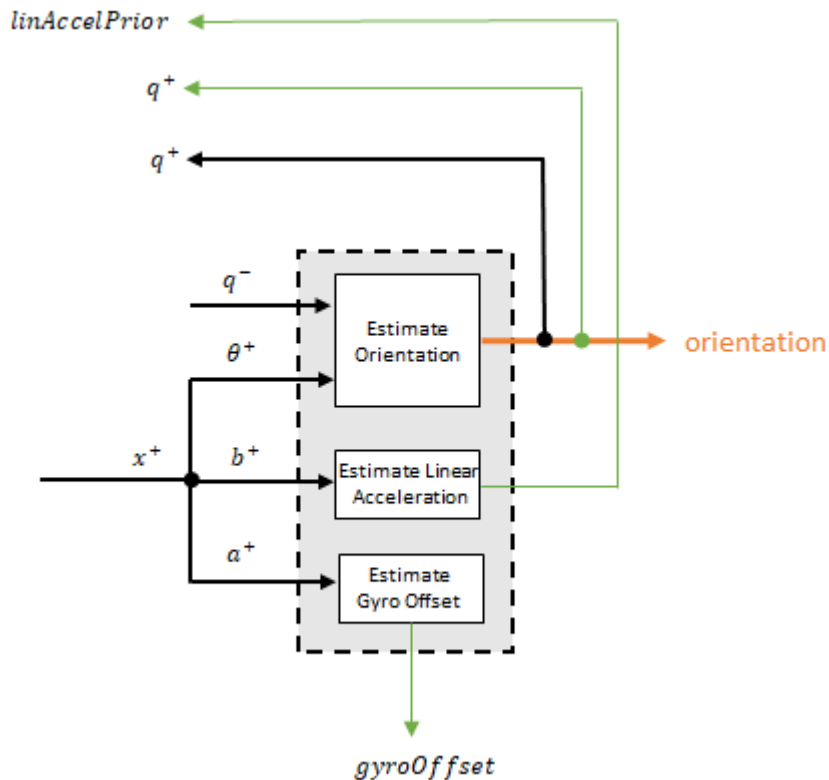 linAccelPrior
q⁺
q⁺
q⁻
Estimate
Orientation
orientation
θ⁺
x⁺
b⁺
Estimate Linear
Acceleration
a⁺
Estimate
Gyro Offset
gyroOffset